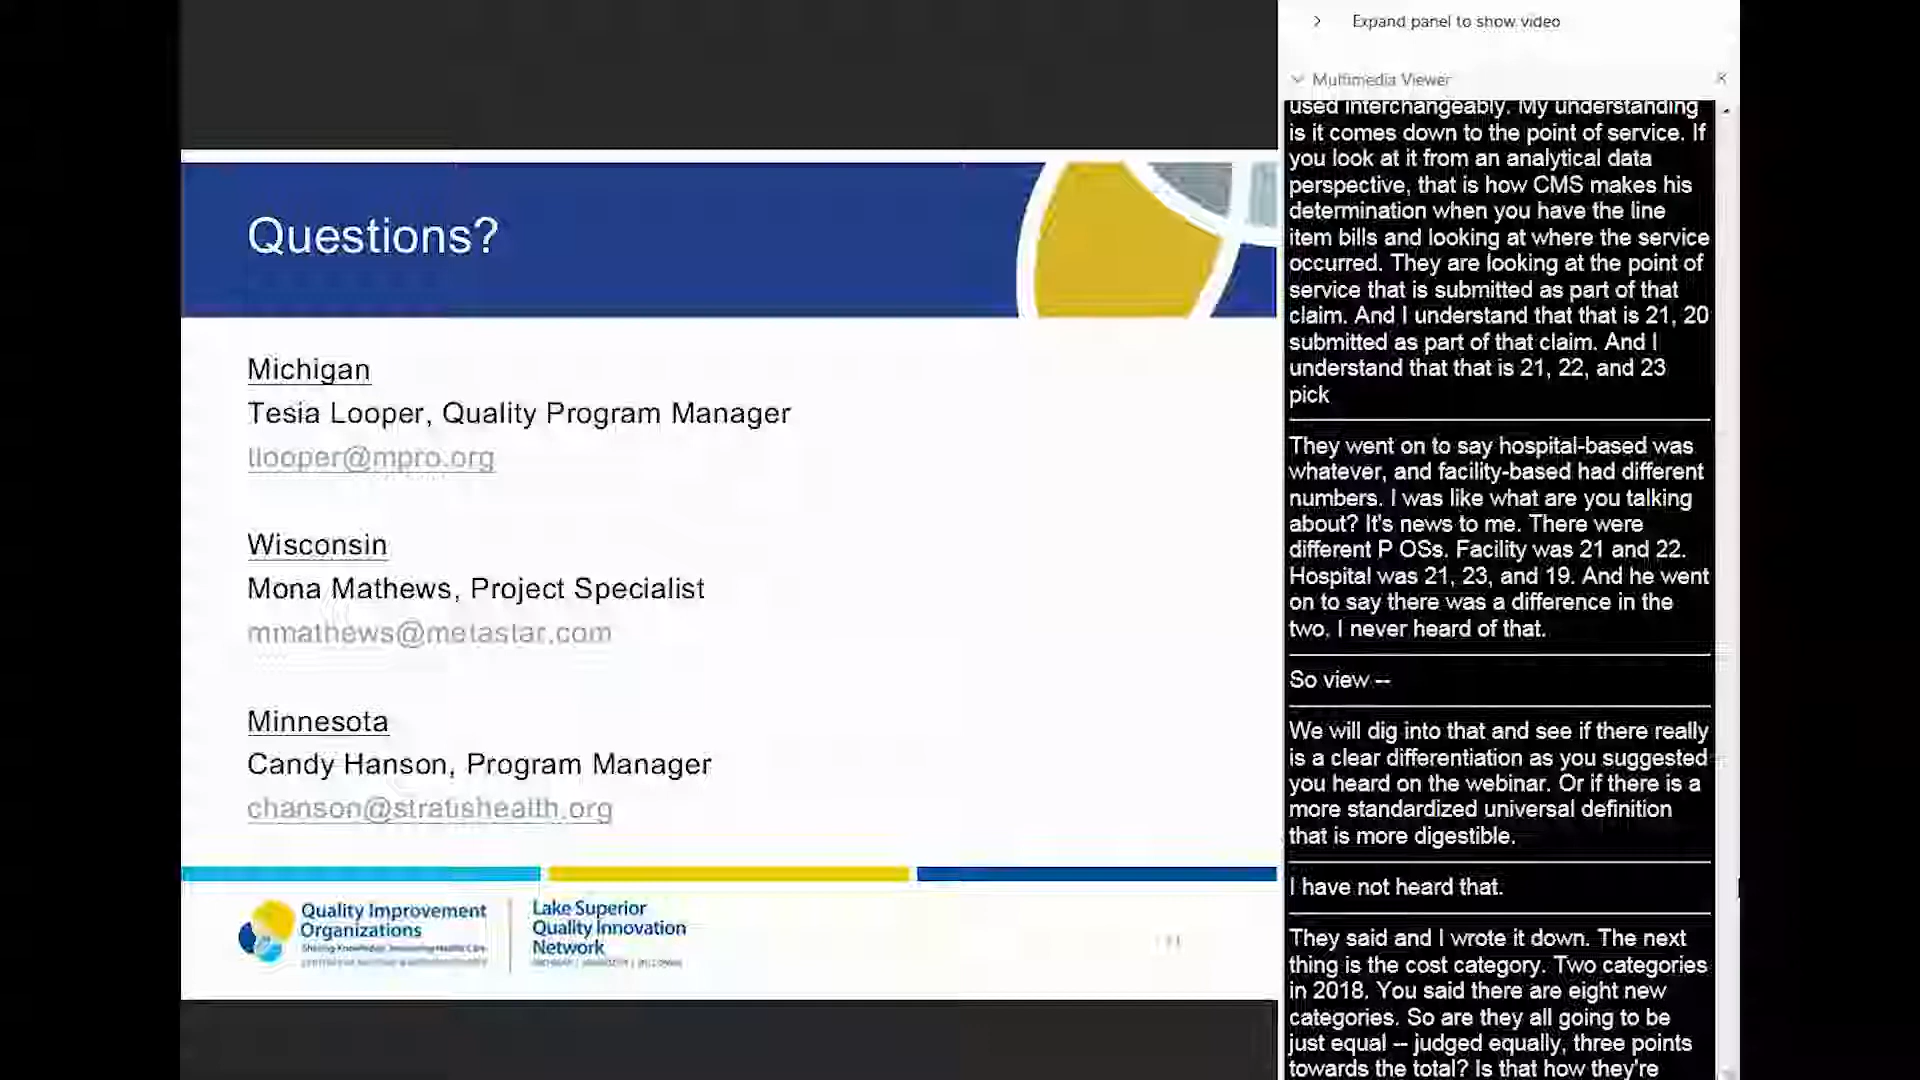 Expand panel to show video
Multimedia Viewer
Questions?
Michigan
Tesia Looper, Quality Program Manager
tlooper@mpro.org
Wisconsin
Mona Mathews, Project Specialist
mmathews@metastar.com
Minnesota
Candy Hanson, Program Manager
chanson@stratishealth.org
Quality Improvement
Organizations
Sharing Knowledge. Improving Health Care.
Lake Superior
Quality Innovation
Network
used interchangeably. My understanding
is it comes down to the point of service. If
you look at it from an analytical data
perspective, that is how CMS makes his
determination when you have the line
item bills and looking at where the service
occurred. They are looking at the point of
service that is submitted as part of that
claim. And I understand that that is 21, 20
submitted as part of that claim. And I
understand that that is 21, 22, and 23
pick
They went on to say hospital-based was
whatever, and facility-based had different
numbers. I was like what are you talking
about? It's news to me. There were
different P OSs. Facility was 21 and 22.
Hospital was 21, 23, and 19. And he went
on to say there was a difference in the
two. I never heard of that.
So view --
We will dig into that and see if there really
is a clear differentiation as you suggested
you heard on the webinar. Or if there is a
more standardized universal definition
that is more digestible.
I have not heard that.
They said and I wrote it down. The next
thing is the cost category. Two categories
in 2018. You said there are eight new
categories. So are they all going to be
just equal -- judged equally, three points
towards the total? Is that how they're